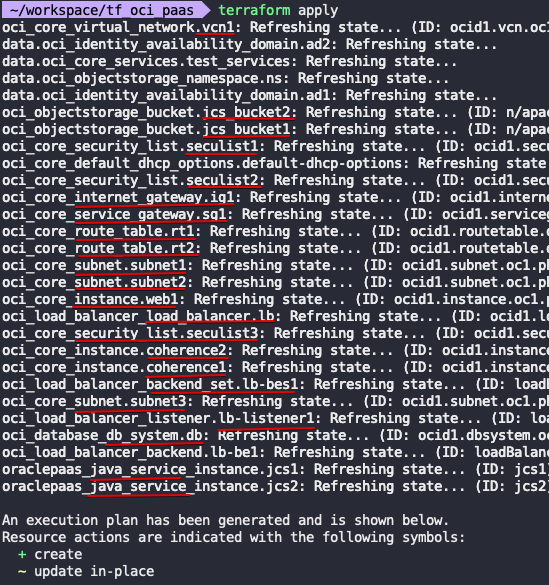 ~/workspace/tf_oci_paas terraform apply
oci_core_virtual_network.vcn1: Refreshing state... (ID: ocid1.vcn.oc
data.oci_identity_availability_domain.ad2: Refreshing state...
data.oci_core_services.test_services: Refreshing state...
data.oci_objectstorage_namespace.ns: Refreshing state...
data.oci_identity_availability_domain.ad1: Refreshing state...
oci_objectstorage_bucket.jcs_bucket2: Refreshing state... (ID: n/apac
oci_objectstorage_bucket.jcs_bucket1: Refreshing state... (ID: n/apac
oci_core_security_list.seculist1: Refreshing state... (ID: ocid1.secu
oci_core_default_dhcp_options.default-dhcp-options: Refreshing state.
oci_core_security_list.seculist2: Refreshing state... (ID: ocid1.secu
oci_core_internet_gateway.ig1: Refreshing state... (ID: ocid1.interne
oci_core_service_gateway.sg1: Refreshing state... (ID: ocid1.serviceg
oci_core_route_table.rt1: Refreshing state... (ID: ocid1.routetable.o
oci_core_route_table.rt2: Refreshing state... (ID: ocid1.routetable.o
oci_core_subnet.subnet1: Refreshing state... (ID: ocid1.subnet.oc1.ph
oci_core_subnet.subnet2: Refreshing state... (ID: ocid1.subnet.oc1.ph
oci_core_instance.web1: Refreshing state... (ID: ocid1.instance.oc1.p
oci_load_balancer_load_balancer.lb: Refreshing state... (ID: ocid1.lo
oci_core_security_list.seculist3: Refreshing state... (ID: ocid1.secu
oci_core_instance.coherence2: Refreshing state... (ID: ocid1.instance
oci_core_instance.coherence1: Refreshing state... (ID: ocid1.instance
oci_load_balancer_backend_set.lb-bes1: Refreshing state... (ID: loadB
oci_core_subnet.subnet3: Refreshing state... (ID: ocid1.subnet.oc1.ph
oci_load_balancer_listener.lb-listener1: Refreshing state... (ID: loa
oci_database_db_system.db: Refreshing state... (ID: ocid1.dbsystem.oc
oci_load_balancer_backend.lb-be1: Refreshing state... (ID: loadBalanc
oraclepaas_java_service_instance.jcs1: Refreshing state... (ID: jcs1)
oraclepaas_java_service_instance.jcs2: Refreshing state... (ID: jcs2)
An execution plan has been generated and is shown below.
Resource actions are indicated with the following symbols:
+ create
~ update in-place